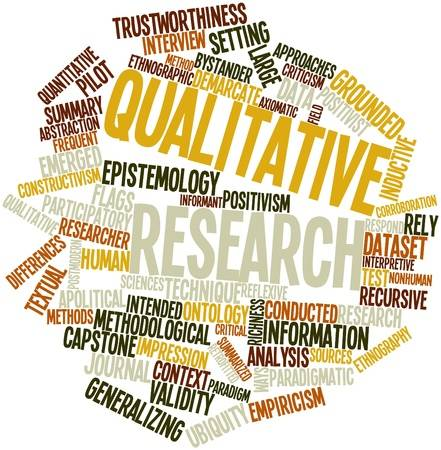 TRUSTWORTHINESS
INTERVIEW
SETTING
LARGE
APPROACHES
CRITICISM
GROUNDED
QUANTITATIVE
PILOT
METHOD
BYSTANDER
ETHNOGRAPHIC
DEMARCATE
DATA
POSITIVIST
AXIOMATIC
FIELD
SUMMARY
ABSTRACTION
FREQUENT
QUALITATIVE
INDUCTIVE
EMERGED
CONSTRUCTIVISM
EPISTEMOLOGY
FLAGS
INFORMANT
POSITIVISM
CORROBORATION
QUALITATIVE
PARTICIPATORY
RESEARCH
RESPOND
RELY
RESEARCHER
DATASET
DIFFERENCES
POSTMODERN
HUMAN
INTERPRETIVE
TEST
NONHUMAN
TEXTUAL
SCIENCES
TECHNIQUE
REFLEXIVE
RECURSIVE
APOLITICAL
INTENDED
ONTOLOGY
RICHNESS
CONDUCTED
RESEARCH
METHODS
METHODOLOGICAL
CRITICAL
INFORMATION
ETHNOGRAPHY
CAPSTONE
IMPRESSION
SUMMARIZED
ANALYSIS
SOURCES
JOURNAL
CONTEXT
PARADIGM
WAYS
PARADIGMATIC
GENERALIZING
VALIDITY
UBIQUITY
EMPIRICISM